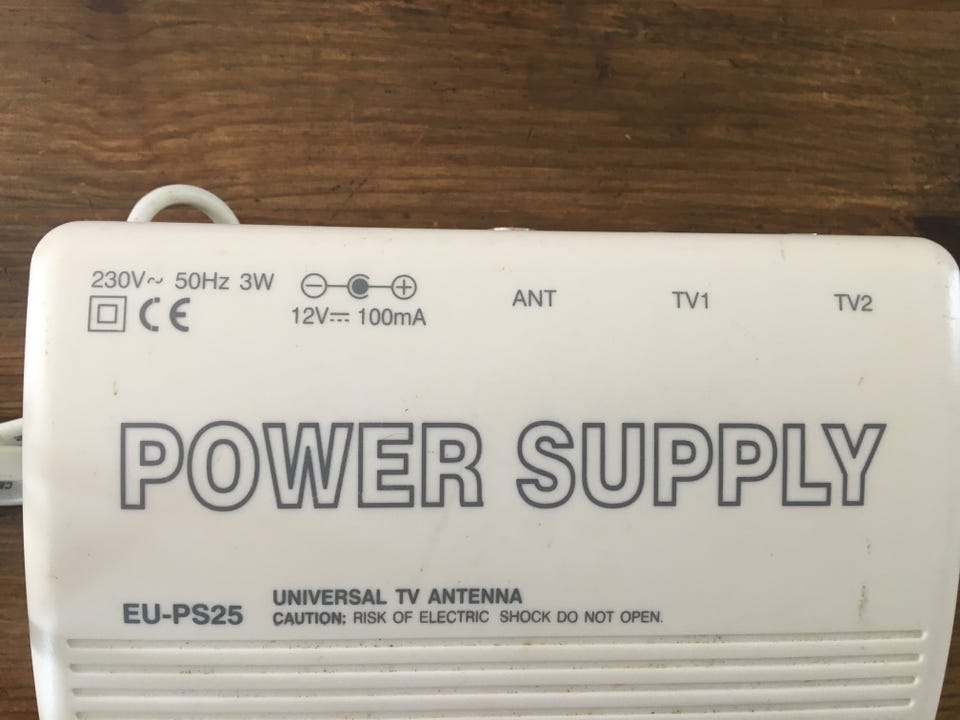 230V~ 50Hz 3W
CE
12V⎓ 100mA
ANT
TV1
TV2
POWER SUPPLY
EU-PS25
UNIVERSAL TV ANTENNA
CAUTION: RISK OF ELECTRIC SHOCK DO NOT OPEN.